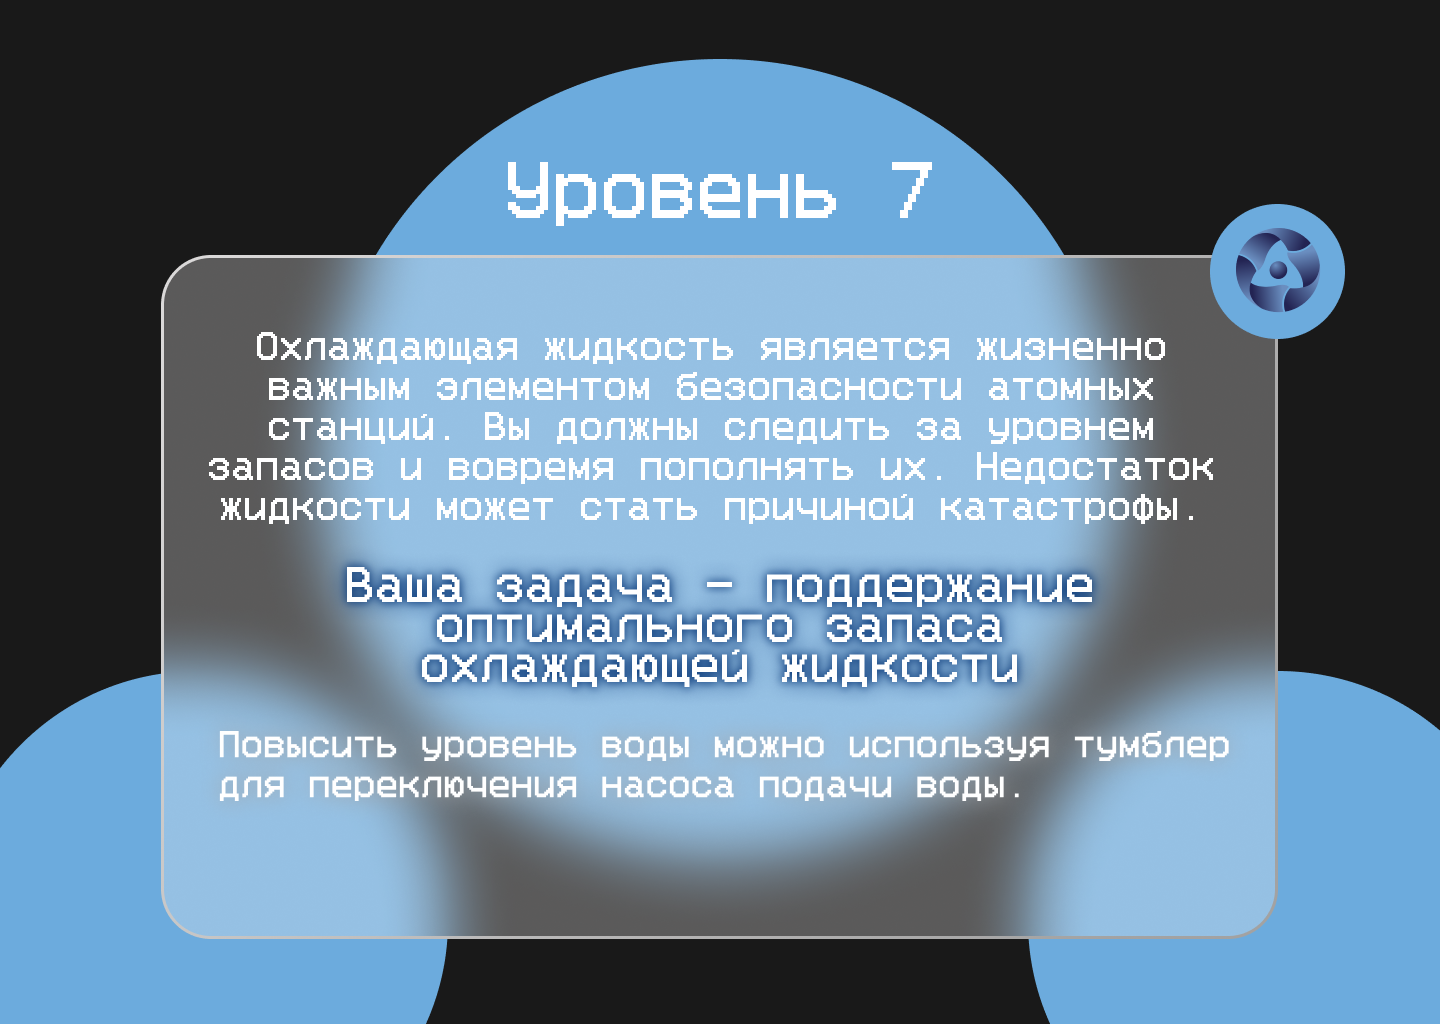 Уровень 7
Охлаждающая жидкость является жизненно
важным элементом безопасности атомных
станций. Вы должны следить за уровнем
запасов и вовремя пополнять их. Недостаток
жидкости может стать причиной катастрофы.
Ваша задача – поддержание
оптимального запаса
охлаждающей жидкости
Повысить уровень воды можно используя тумблер
для переключения насоса подачи воды.